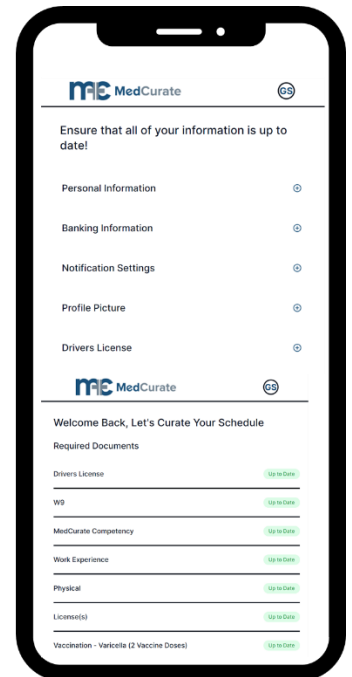 MC MedCurate GS
Ensure that all of your information is up to
date!
Personal Information
Banking Information
Notification Settings
Profile Picture
Drivers License
MC MedCurate GS
Welcome Back, Let's Curate Your Schedule
Required Documents
Drivers License Up to Date
W9 Up to Date
MedCurate Competency Up to Date
Work Experience Up to Date
Physical Up to Date
License(s) Up to Date
Vaccination - Varicella (2 Vaccine Doses) Up to Date